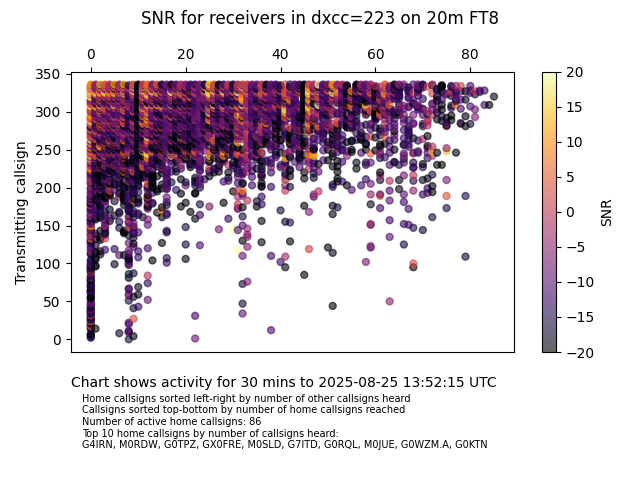 SNR for receivers in dxcc=223 on 20m FT8
0 20 40 60 80
350
300
250
200
150
100
50
0
Transmitting callsign
20
15
10
5
0
−5
−10
−15
−20
SNR
Chart shows activity for 30 mins to 2025-08-25 13:52:15 UTC
Home callsigns sorted left-right by number of other callsigns heard
Callsigns sorted top-bottom by number of home callsigns reached
Number of active home callsigns: 86
Top 10 home callsigns by number of callsigns heard:
G4IRN, M0RDW, G0TPZ, GX0FRE, M0SLD, G7ITD, G0RQL, M0JUE, G0WZM.A, G0KTN